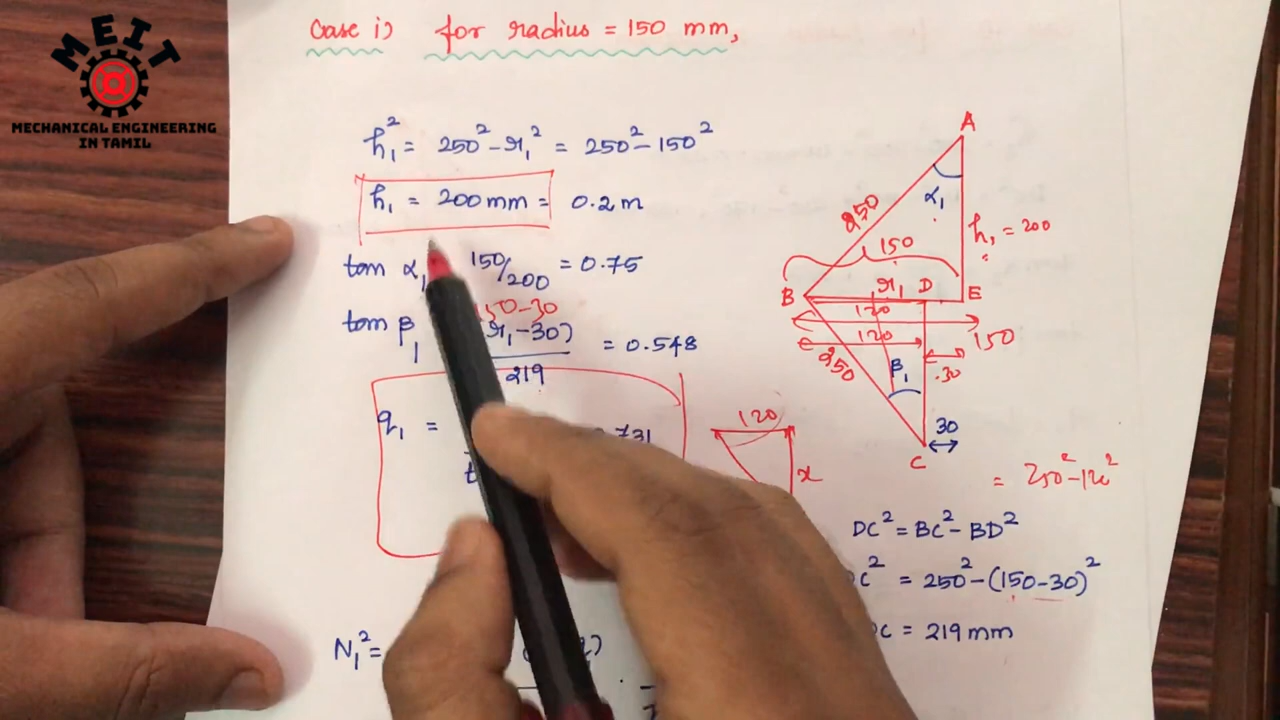 MEIT
MECHANICAL ENGINEERING
IN TAMIL
Case i) for radius = 150 mm,
h₁² = 250² - r₁² = 250² - 150²
h₁ = 200 mm = 0.2 m
tan α₁ 150/200 = 0.75
150-30
tan β₁ (r₁-30) = 0.548
219
q₁ = 0.731
N₁² =
A
α₁
250
h₁ = 200
150
B r₁ D E
120
120
150
250
β₁
30
30
C
120
x
= 250² - 120²
DC² = BC² - BD²
DC² = 250² - (150-30)²
DC = 219 mm